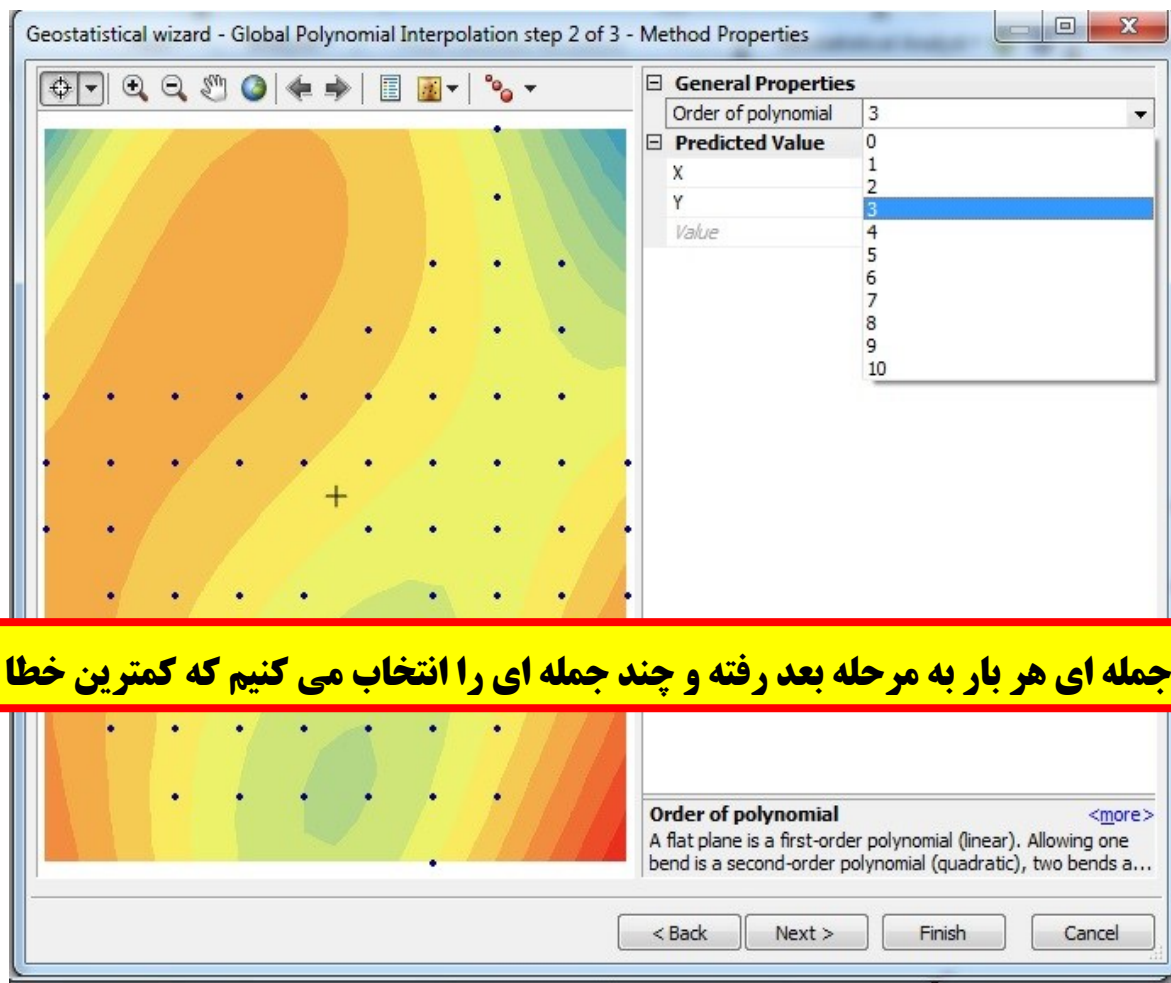 Geostatistical wizard - Global Polynomial Interpolation step 2 of 3 - Method Properties
General Properties
Order of polynomial 3
Predicted Value
X
Y
Value
0
1
2
3
4
5
6
7
8
9
10
جمله ای هر بار به مرحله بعد رفته و چند جمله ای را انتخاب می کنیم که کمترین خطا
Order of polynomial <more>
A flat plane is a first-order polynomial (linear). Allowing one
bend is a second-order polynomial (quadratic), two bends a...
< Back Next > Finish Cancel